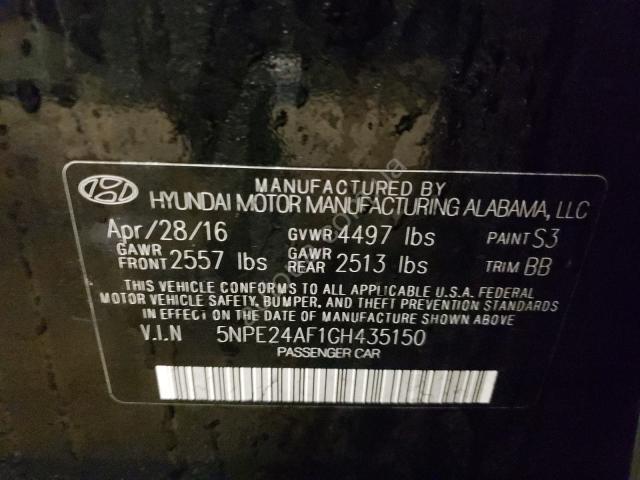 MANUFACTURED BY
HYUNDAI MOTOR MANUFACTURING ALABAMA, LLC
Apr/28/16 GVWR 4497 lbs PAINT S3
GAWR FRONT 2557 lbs GAWR REAR 2513 lbs TRIM BB
THIS VEHICLE CONFORMS TO ALL APPLICABLE U.S.A. FEDERAL
MOTOR VEHICLE SAFETY, BUMPER, AND THEFT PREVENTION STANDARDS
IN EFFECT ON THE DATE OF MANUFACTURE SHOWN ABOVE
V.I.N 5NPE24AF1GH435150
PASSENGER CAR